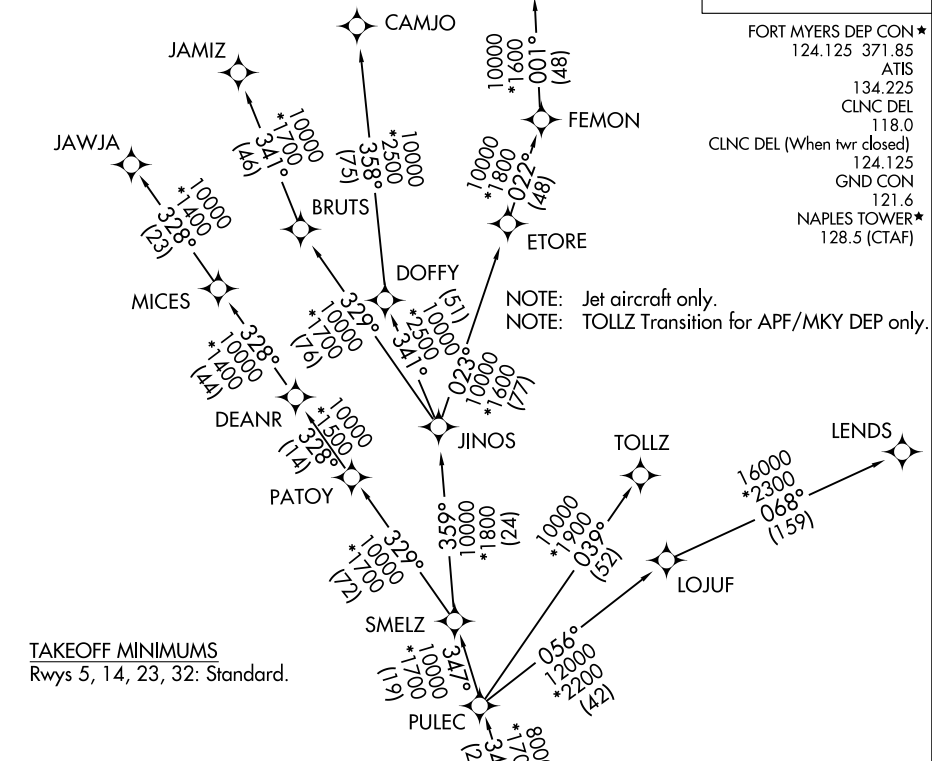 CAMJO
JAMIZ
JAWJA
FEMON
BRUTS
ETORE
DOFFY
MICES
DEANR
JINOS
PATOY
TOLLZ
LENDS
LOJUF
SMELZ
PULEC
10000
*1600
001°
(48)
10000
*1800
022°
(48)
10000
*2500
358°
(75)
10000
*1700
341°
(46)
10000
*1400
328°
(23)
328°
10000
*1400
(44)
10000
*1500
328°
(14)
329°
10000
*1700
(76)
(51)
10000
*2500
341°
023°
10000
*1600
(77)
359°
10000
*1800
(24)
329°
10000
*1700
(72)
347°
10000
*1700
(19)
10000
*1900
039°
(52)
056°
12000
*2200
(42)
16000
*2300
068°
(159)
FORT MYERS DEP CON★
124.125 371.85
ATIS
134.225
CLNC DEL
118.0
CLNC DEL (When twr closed)
124.125
GND CON
121.6
NAPLES TOWER★
128.5 (CTAF)
NOTE: Jet aircraft only.
NOTE: TOLLZ Transition for APF/MKY DEP only.
TAKEOFF MINIMUMS
Rwys 5, 14, 23, 32: Standard.